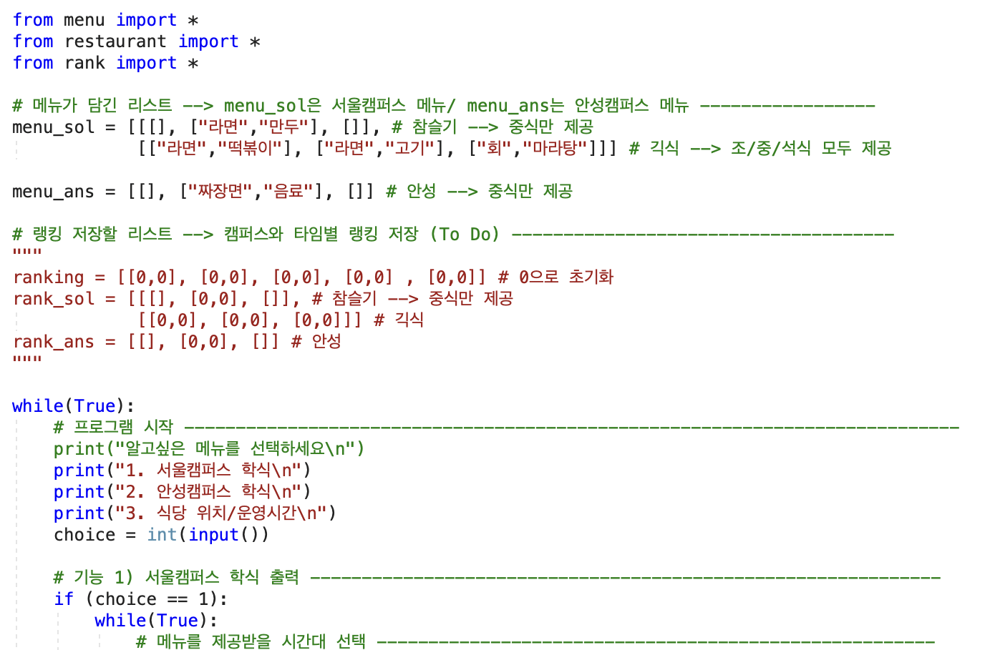 from menu import *
from restaurant import *
from rank import *
# 메뉴가 담긴 리스트 --> menu_sol은 서울캠퍼스 메뉴/ menu_ans는 안성캠퍼스 메뉴 -----------------
menu_sol = [[[], ["라면","만두"], []], # 참슬기 --> 중식만 제공
            [["라면","떡볶이"], ["라면","고기"], ["회","마라탕"]]] # 긱식 --> 조/중/석식 모두 제공
menu_ans = [[], ["짜장면","음료"], []] # 안성 --> 중식만 제공
# 랭킹 저장할 리스트 --> 캠퍼스와 타임별 랭킹 저장 (To Do) -------------------------------------
"""
ranking = [[0,0], [0,0], [0,0], [0,0] , [0,0]] # 0으로 초기화
rank_sol = [[[], [0,0], []], # 참슬기 --> 중식만 제공
            [[0,0], [0,0], [0,0]]] # 긱식
rank_ans = [[], [0,0], []] # 안성
"""
while(True):
    # 프로그램 시작 ---------------------------------------------------------------------------
    print("알고싶은 메뉴를 선택하세요\n")
    print("1. 서울캠퍼스 학식\n")
    print("2. 안성캠퍼스 학식\n")
    print("3. 식당 위치/운영시간\n")
    choice = int(input())
    # 기능 1) 서울캠퍼스 학식 출력 -------------------------------------------------------------
    if (choice == 1):
        while(True):
            # 메뉴를 제공받을 시간대 선택 ------------------------------------------------------